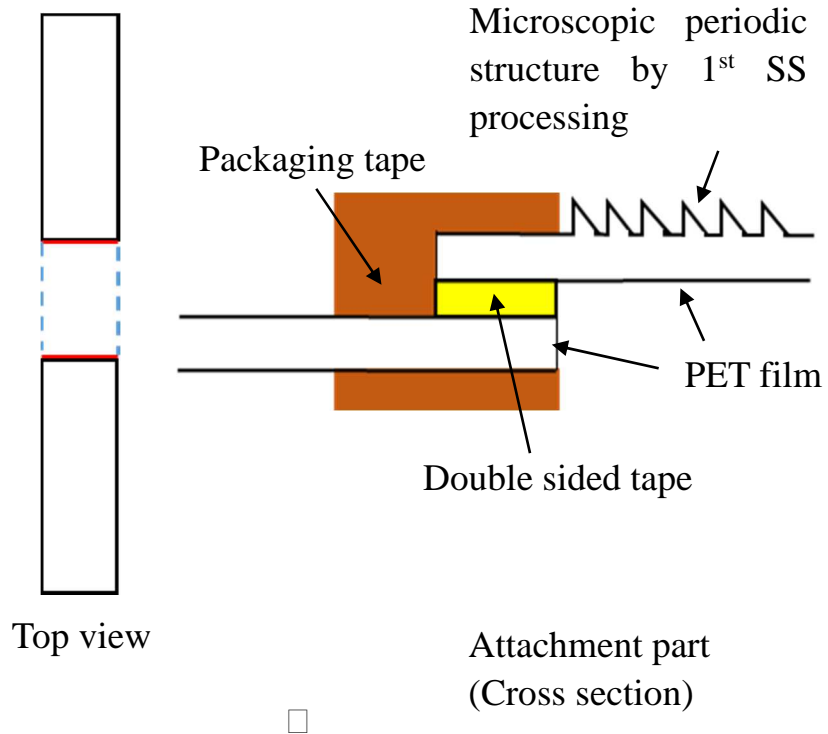 Microscopic periodic
structure by 1st SS
processing
Packaging tape
PET film
Double sided tape
Top view
Attachment part
(Cross section)